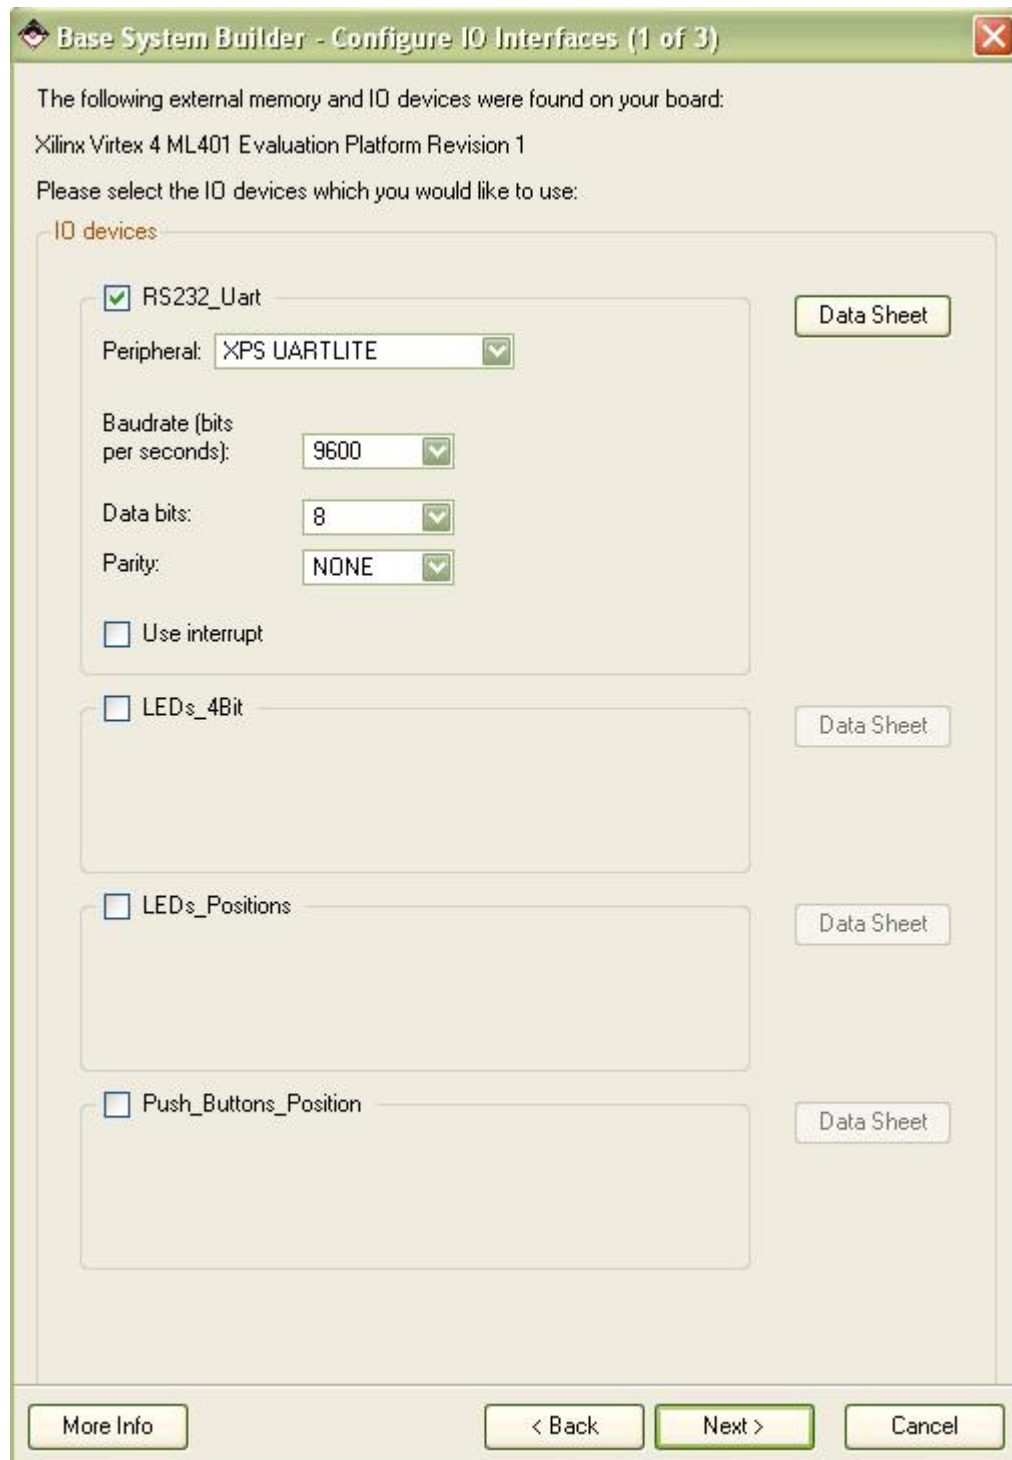 Base System Builder - Configure IO Interfaces (1 of 3)
The following external memory and IO devices were found on your board:
Xilinx Virtex 4 ML401 Evaluation Platform Revision 1
Please select the IO devices which you would like to use:
IO devices
RS232_Uart
Data Sheet
Peripheral: XPS UARTLITE
Baudrate (bits
per seconds): 9600
Data bits: 8
Parity: NONE
Use interrupt
LEDs_4Bit
Data Sheet
LEDs_Positions
Data Sheet
Push_Buttons_Position
Data Sheet
More Info < Back Next > Cancel